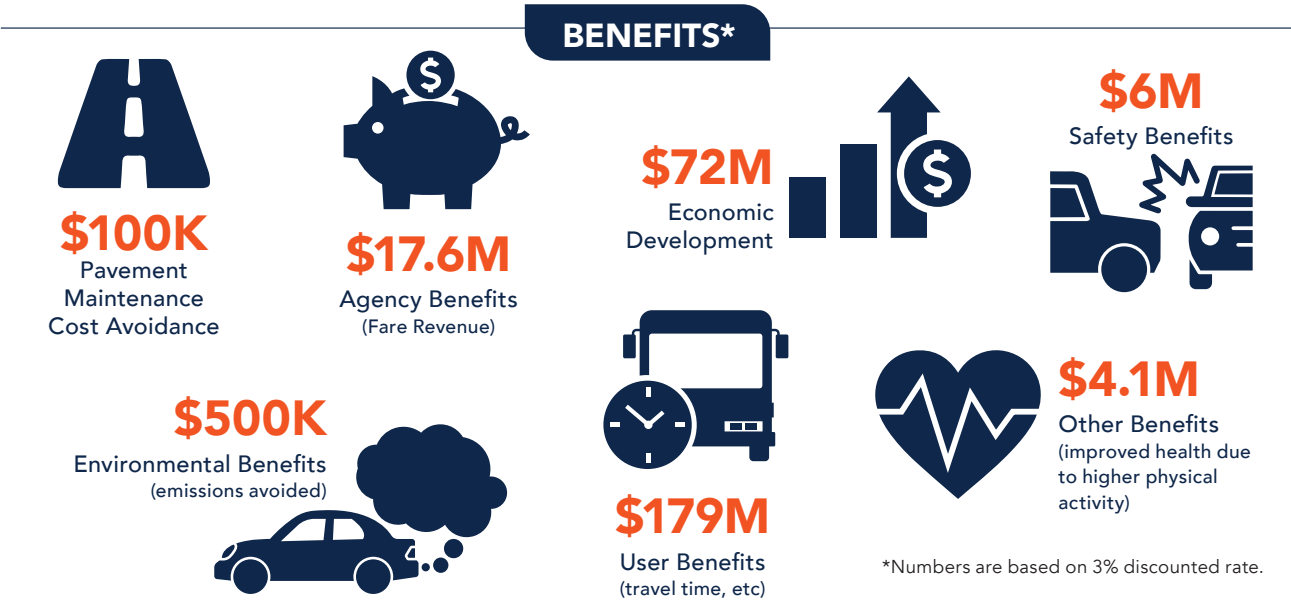 BENEFITS*
$100K
Pavement
Maintenance
Cost Avoidance
$17.6M
Agency Benefits
(Fare Revenue)
$72M
Economic
Development
$6M
Safety Benefits
$500K
Environmental Benefits
(emissions avoided)
$179M
User Benefits
(travel time, etc)
$4.1M
Other Benefits
(improved health due
to higher physical
activity)
*Numbers are based on 3% discounted rate.